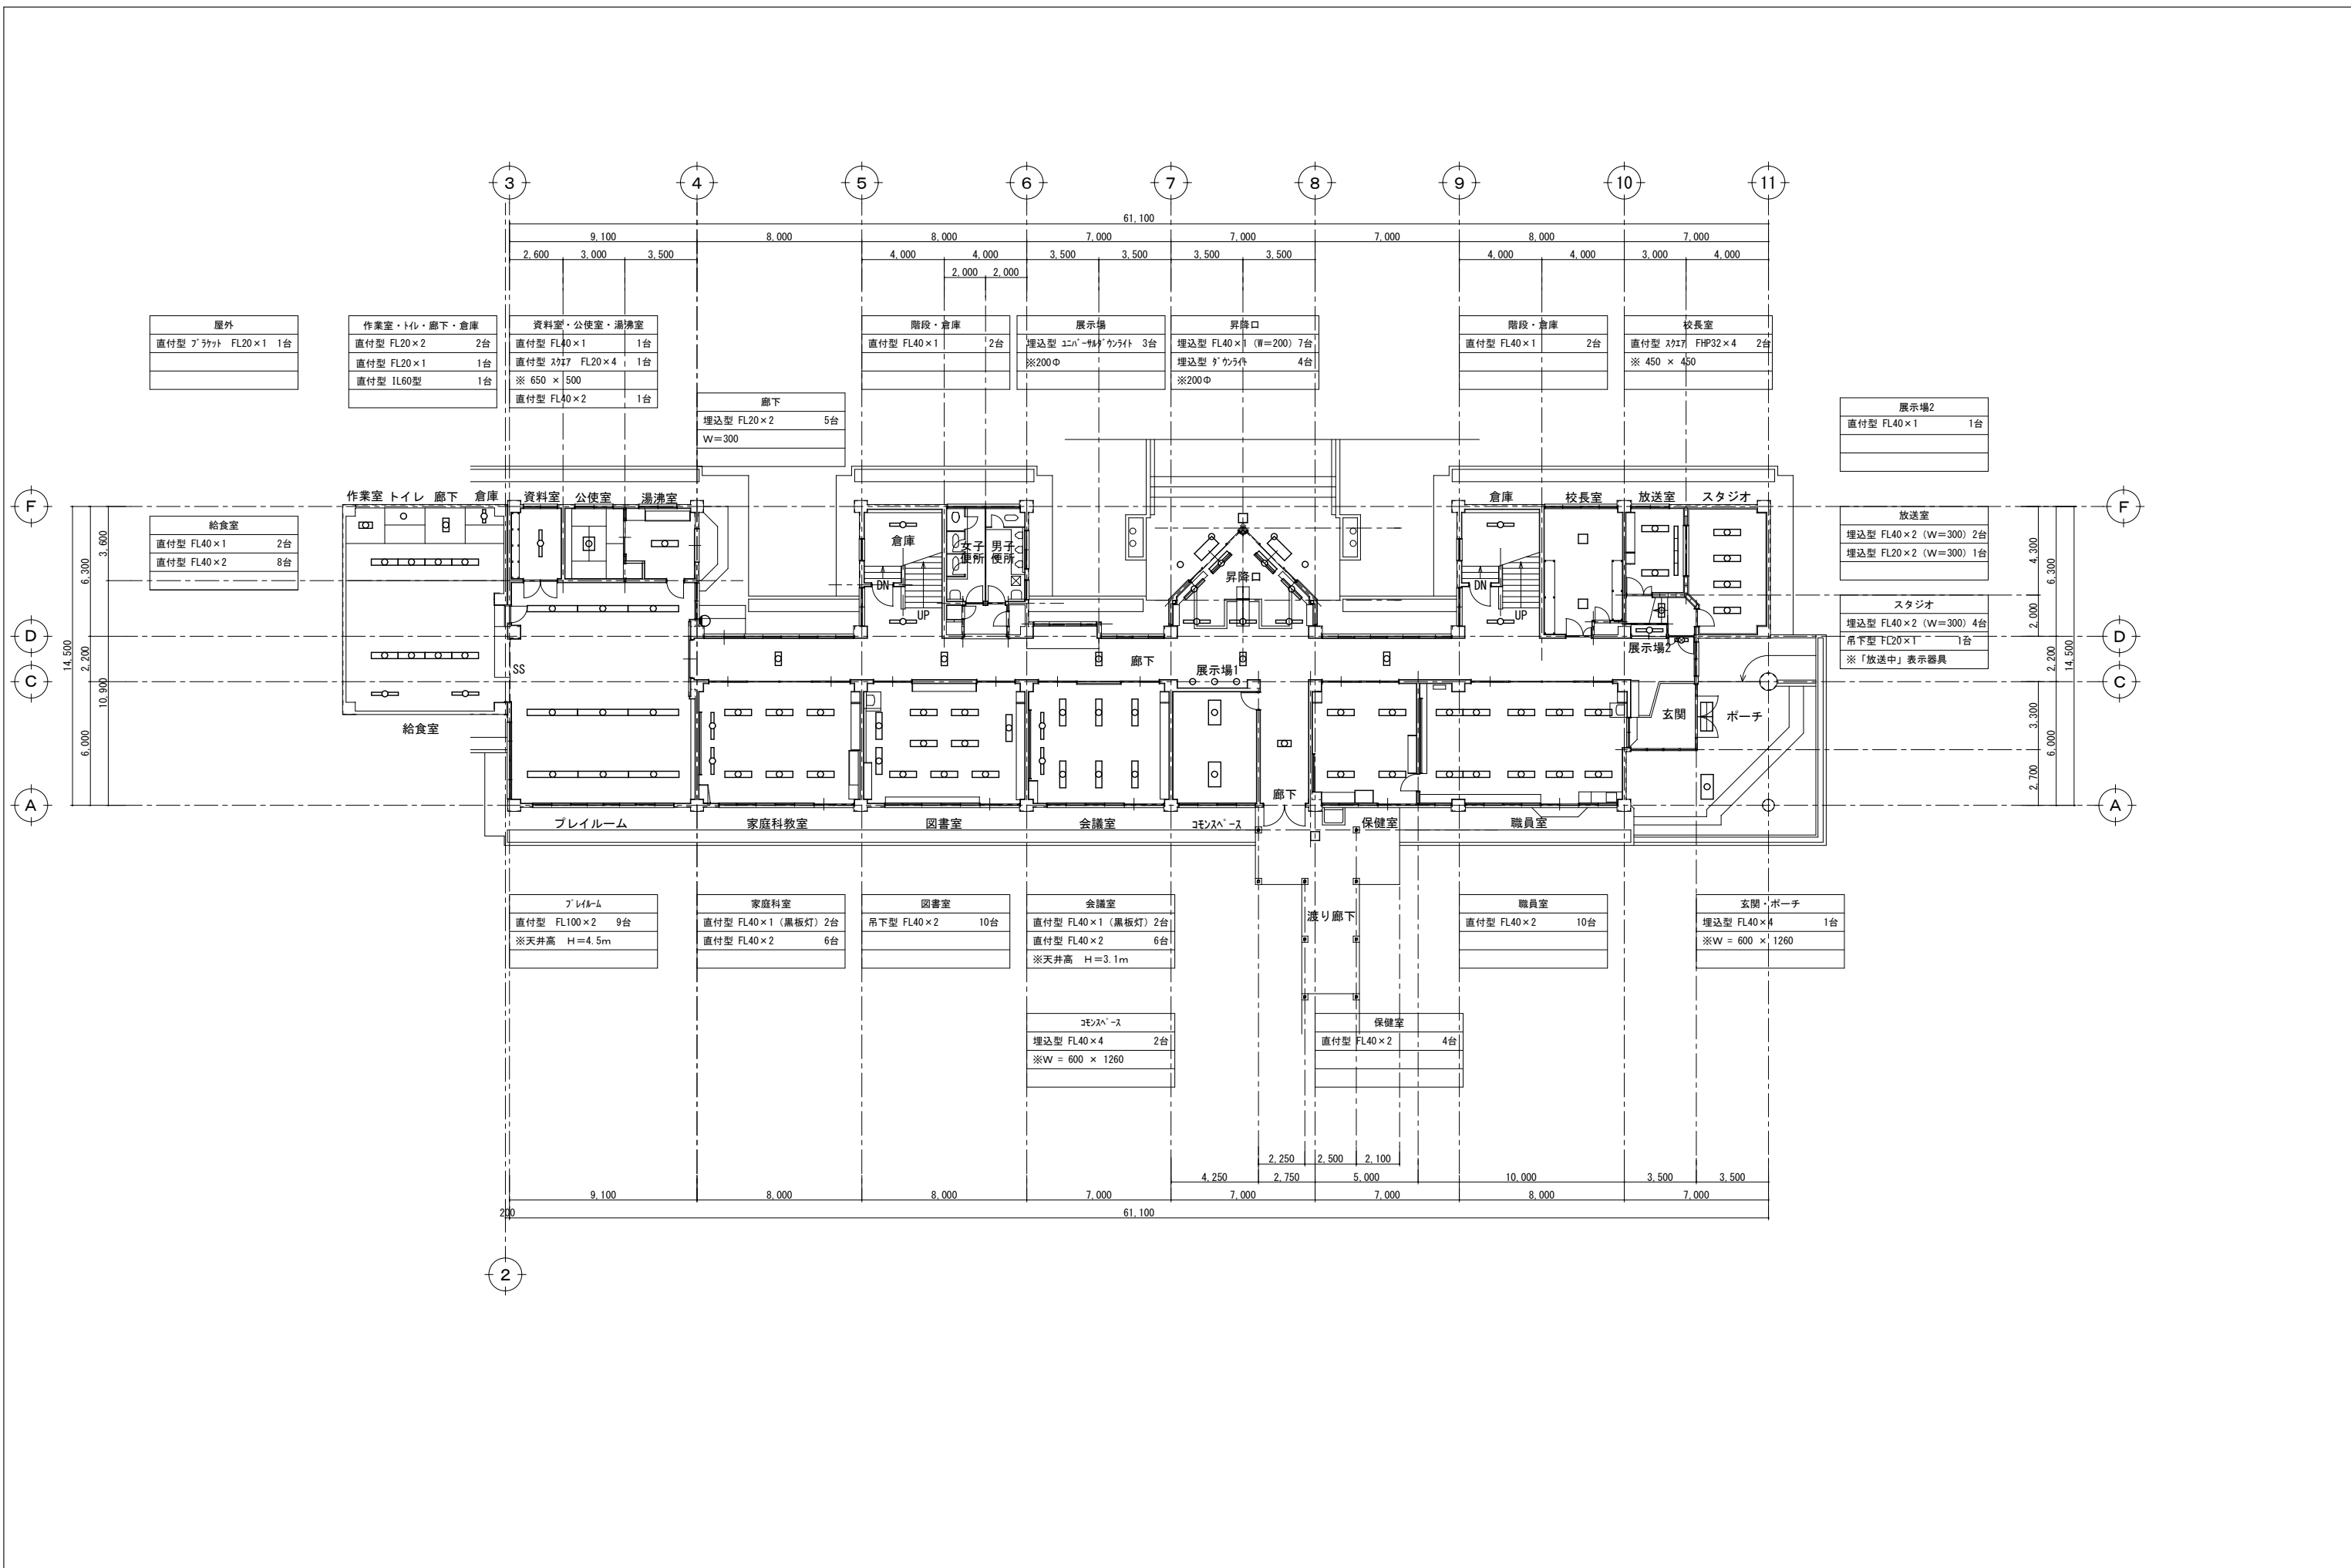 3 4 5 6 7 8 9 10 11
61,100
9,100 8,000 8,000 7,000 7,000 7,000 8,000 7,000
2,600 3,000 3,500 4,000 4,000 3,500 3,500 3,500 3,500 4,000 4,000 3,000 4,000
2,000 2,000
屋外
直付型 ブラケット FL20×1 1台
作業室・トイレ・廊下・倉庫
直付型 FL20×2 2台
直付型 FL20×1 1台
直付型 IL60型 1台
資料室・公使室・湯沸室
直付型 FL40×1 1台
直付型 スクエア FL20×4 1台
※ 650 × 500
直付型 FL40×2 1台
廊下
埋込型 FL20×2 5台
W=300
階段・倉庫
直付型 FL40×1 2台
展示場
埋込型 ユニバーサルダウンライト 3台
※200Φ
昇降口
埋込型 FL40×1 (W=200) 7台
埋込型 ダウンライト 4台
※200Φ
階段・倉庫
直付型 FL40×1 2台
校長室
直付型 スクエア FHP32×4 2台
※ 450 × 450
展示場2
直付型 FL40×1 1台
給食室
直付型 FL40×1 2台
直付型 FL40×2 8台
放送室
埋込型 FL40×2 (W=300) 2台
埋込型 FL20×2 (W=300) 1台
スタジオ
埋込型 FL40×2 (W=300) 4台
吊下型 FL20×1 1台
※「放送中」表示器具
F F
D D
C C
A A
14,500 6,300 2,200 6,000 3,600 10,900
4,300 2,000 3,300 2,700 6,300 2,200 6,000 14,500
作業室 トイレ 廊下 倉庫 資料室 公使室 湯沸室
倉庫 校長室 放送室 スタジオ
倉庫 女子便所 男子便所
DN UP
昇降口
DN UP
展示場2
SS
廊下
展示場1
玄関 ポーチ
給食室
廊下
プレイルーム 家庭科教室 図書室 会議室 コモンスペース 保健室 職員室
渡り廊下
プレイルーム
直付型 FL100×2 9台
※天井高 H=4.5m
家庭科室
直付型 FL40×1 (黒板灯) 2台
直付型 FL40×2 6台
図書室
吊下型 FL40×2 10台
会議室
直付型 FL40×1 (黒板灯) 2台
直付型 FL40×2 6台
※天井高 H=3.1m
職員室
直付型 FL40×2 10台
玄関・ポーチ
埋込型 FL40×4 1台
※W = 600 × 1260
コモンスペース
埋込型 FL40×4 2台
※W = 600 × 1260
保健室
直付型 FL40×2 4台
2,250 2,500 2,100
4,250 2,750 5,000 10,000 3,500 3,500
9,100 8,000 8,000 7,000 7,000 7,000 8,000 7,000
200 61,100
2